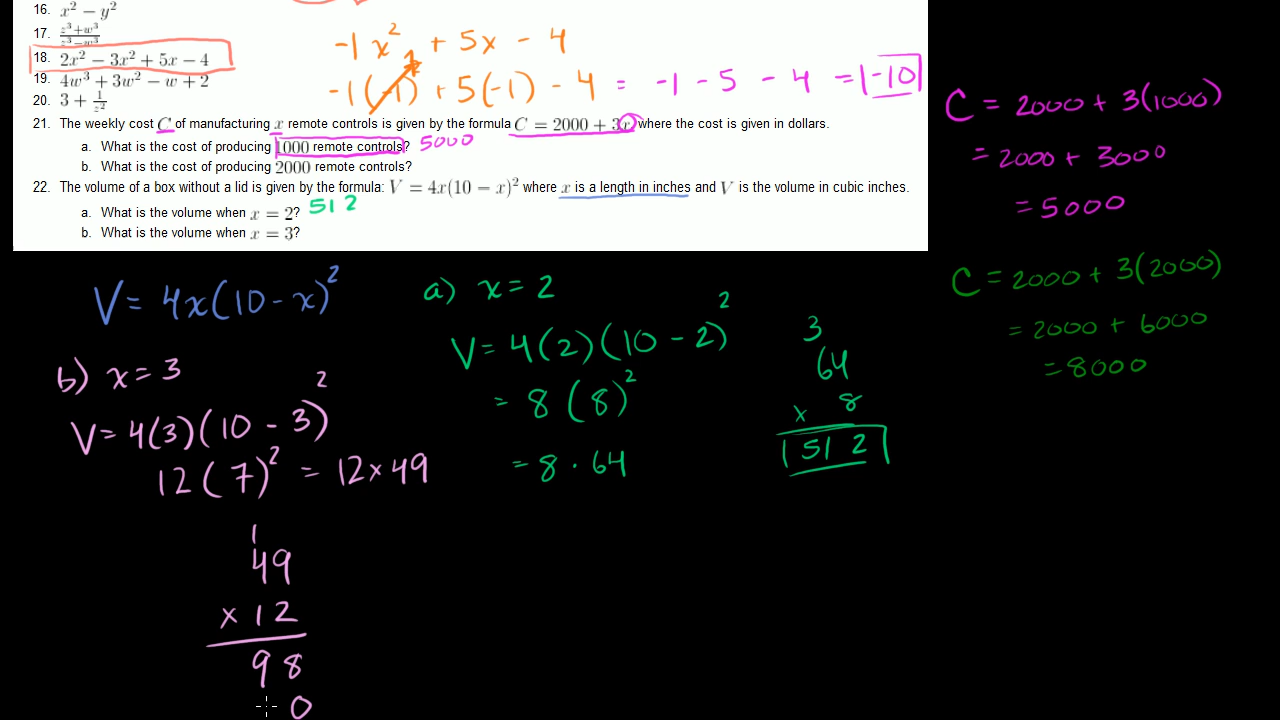 16. x² − y²
17. z³+w³ / z³−w³
18. 2x² − 3x² + 5x − 4
19. 4w³ + 3w² − w + 2
20. 3 + 1/z²
-1x² + 5x - 4
-1(-1)² + 5(-1) - 4 = -1 - 5 - 4 = -10
21. The weekly cost C of manufacturing x remote controls is given by the formula C = 2000 + 3x, where the cost is given in dollars.
a. What is the cost of producing 1000 remote controls? 5000
b. What is the cost of producing 2000 remote controls?
22. The volume of a box without a lid is given by the formula: V = 4x(10 − x)² where x is a length in inches and V is the volume in cubic inches.
a. What is the volume when x = 2? 512
b. What is the volume when x = 3?
C = 2000 + 3(1000)
= 2000 + 3000
= 5000
C = 2000 + 3(2000)
= 2000 + 6000
= 8000
V = 4x(10 - x)²
a) x = 2
V = 4(2)(10 - 2)²
= 8(8)²
= 8 · 64
3
64
x 8
512
b) x = 3
V = 4(3)(10 - 3)²
12(7)² = 12 x 49
1
49
x 12
98
0